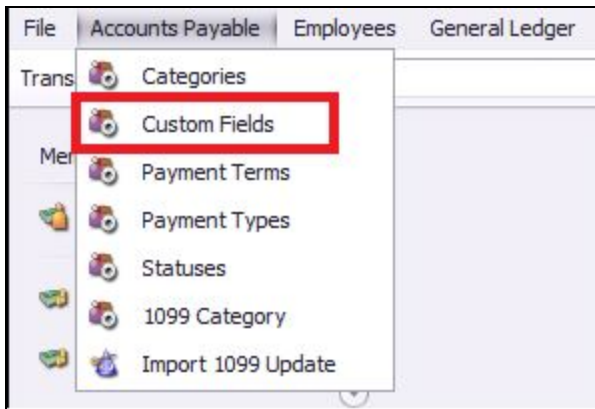 File Accounts Payable Employees General Ledger
Trans
Categories
Custom Fields
Mer
Payment Terms
Payment Types
Statuses
1099 Category
Import 1099 Update